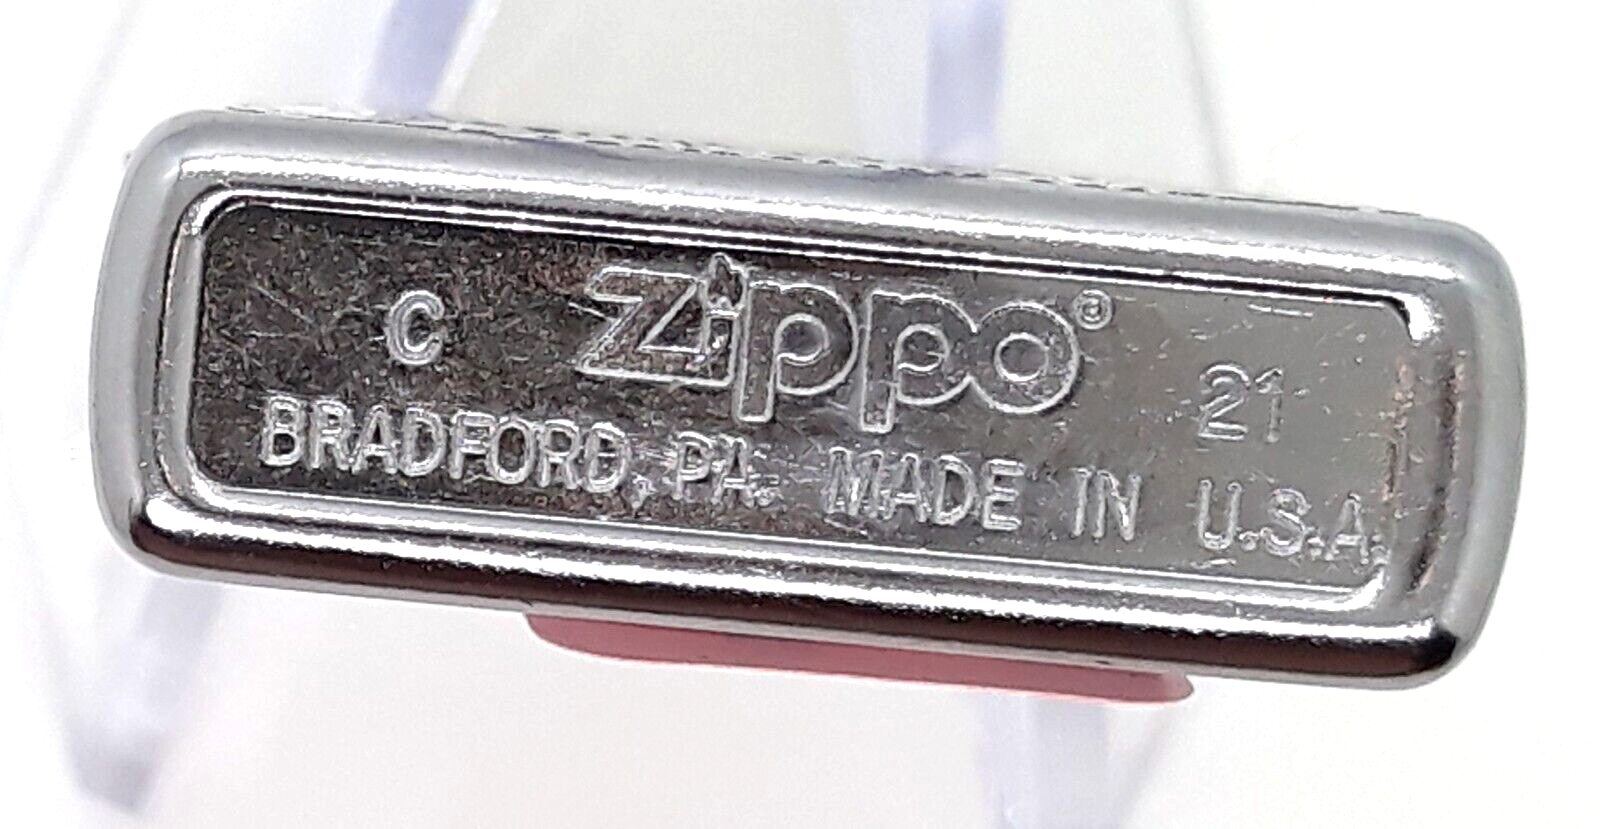 C Zippo® 21
BRADFORD, PA. MADE IN U.S.A.